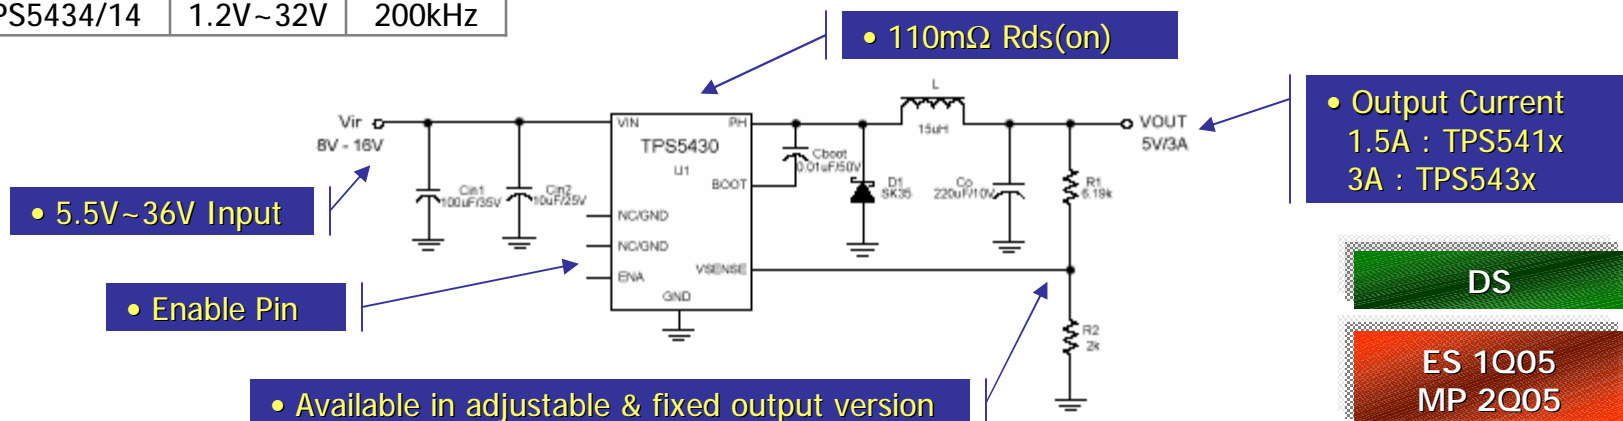 PS5434/14 1.2V~32V 200kHz
• 110mΩ Rds(on)
• Output Current
1.5A : TPS541x
3A : TPS543x
• 5.5V~36V Input
• Enable Pin
• Available in adjustable & fixed output version
Vin
8V - 16V
Cin1
100uF/35V
Cin2
10uF/25V
VIN
PH
TPS5430
U1
BOOT
NC/GND
NC/GND
ENA
VSENSE
GND
Cboot
0.01uF/50V
D1
SK35
L
15uH
Co
220uF/10V
R1
6.19k
R2
2k
VOUT
5V/3A
DS
ES 1Q05
MP 2Q05